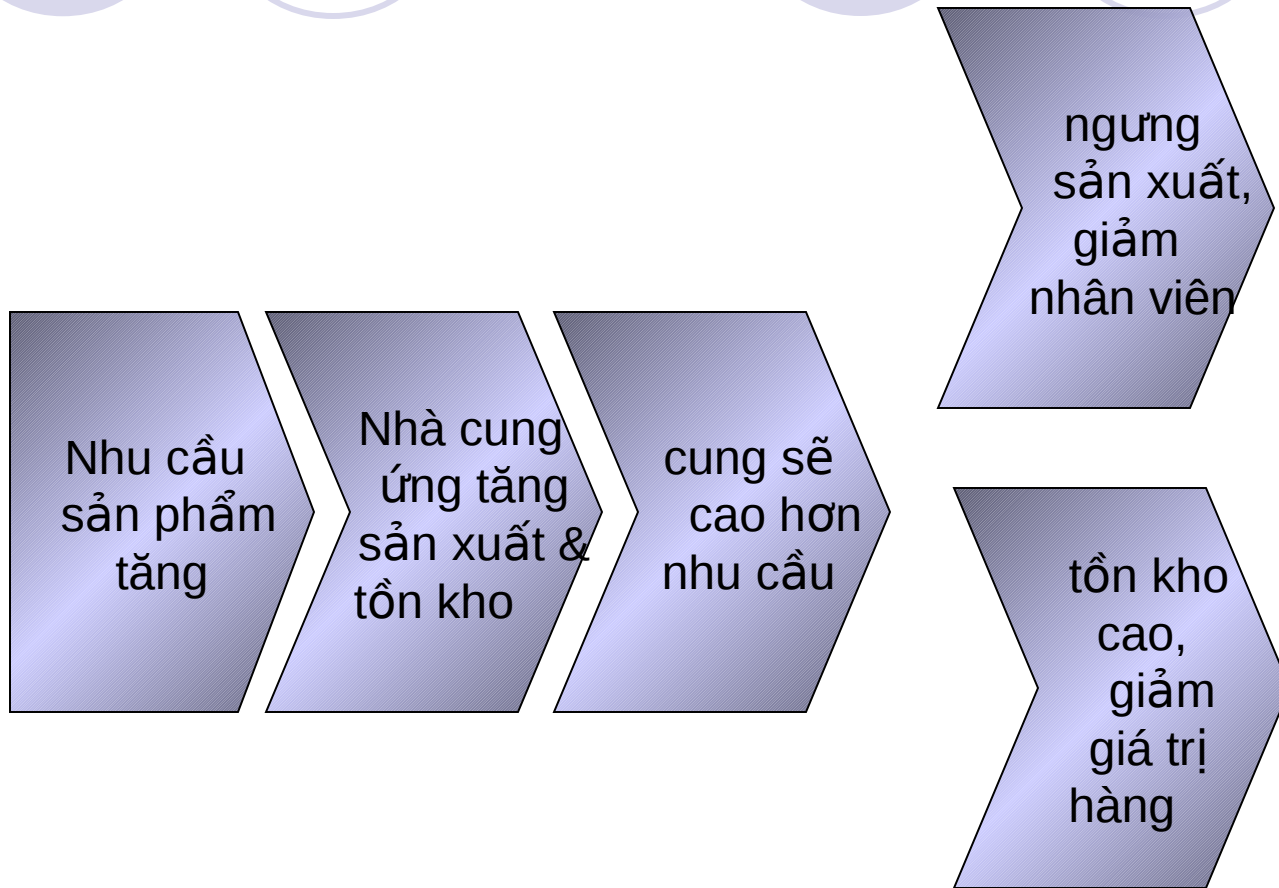 Nhu cầu
sản phẩm
tăng
Nhà cung
ứng tăng
sản xuất &
tồn kho
cung sẽ
cao hơn
nhu cầu
ngưng
sản xuất,
giảm
nhân viên
tồn kho
cao,
giảm
giá trị
hàng